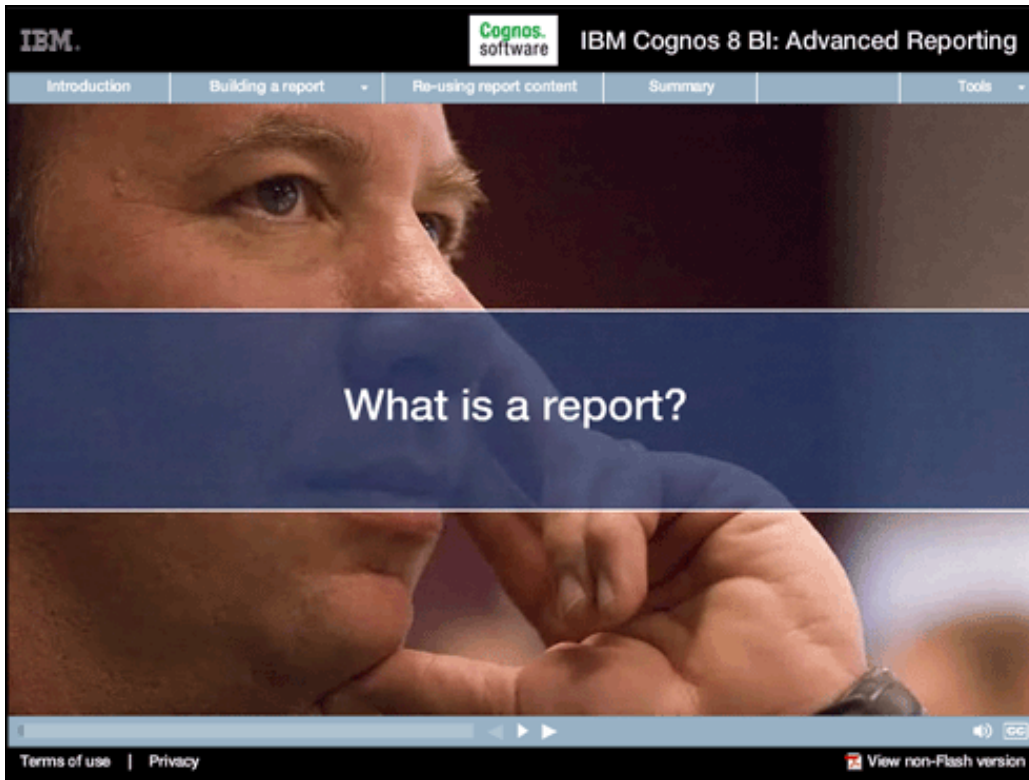 IBM.
Cognos.
software
IBM Cognos 8 BI: Advanced Reporting
Introduction
Building a report
Re-using report content
Summary
Tools
What is a report?
CC
Terms of use | Privacy
View non-Flash version